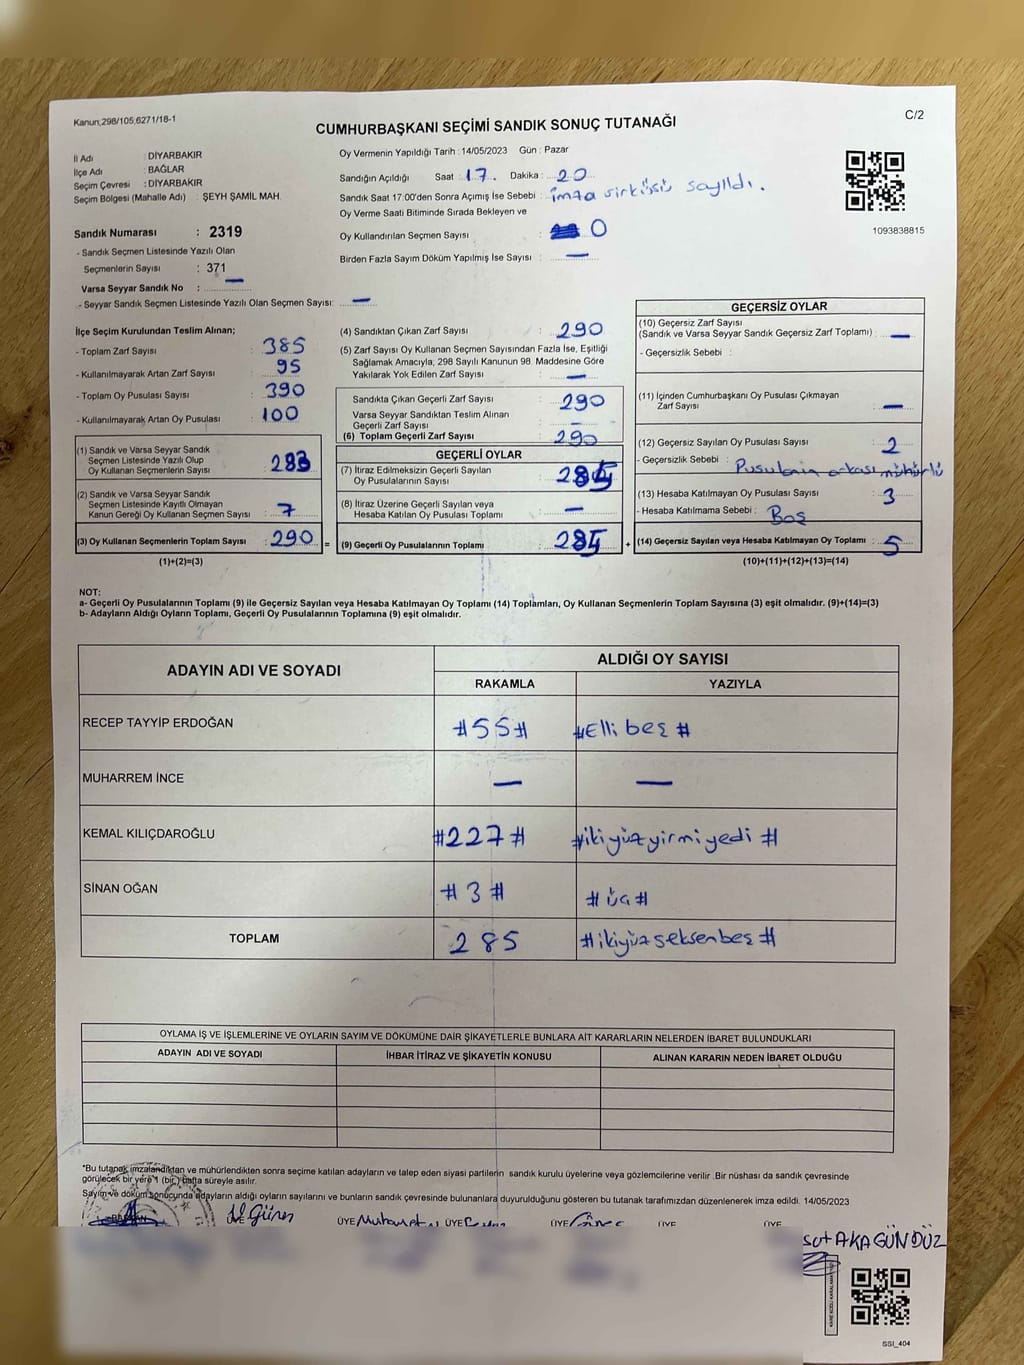 Kanun,298/105,6271/18-1
C/2
CUMHURBAŞKANI SEÇİMİ SANDIK SONUÇ TUTANAĞI
İl Adı : DİYARBAKIR
İlçe Adı : BAĞLAR
Seçim Çevresi : DİYARBAKIR
Seçim Bölgesi (Mahalle Adı) : ŞEYH ŞAMİL MAH.
Sandık Numarası : 2319
- Sandık Seçmen Listesinde Yazılı Olan
Seçmenlerin Sayısı : 371
Varsa Seyyar Sandık No : —
- Seyyar Sandık Seçmen Listesinde Yazılı Olan Seçmen Sayısı: —
Oy Vermenin Yapıldığı Tarih : 14/05/2023 Gün : Pazar
Sandığın Açıldığı Saat : 17. Dakika : 20
Sandık Saat 17:00'den Sonra Açımış İse Sebebi : imza sirküsü sayıldı.
Oy Verme Saati Bitiminde Sırada Bekleyen ve
Oy Kullandırılan Seçmen Sayısı : 0
Birden Fazla Sayım Döküm Yapılmış İse Sayısı : —
1093838815
İlçe Seçim Kurulundan Teslim Alınan;
- Toplam Zarf Sayısı : 385
- Kullanılmayarak Artan Zarf Sayısı : 95
- Toplam Oy Pusulası Sayısı : 390
- Kullanılmayarak Artan Oy Pusulası : 100
(1) Sandık ve Varsa Seyyar Sandık
Seçmen Listesinde Yazılı Olup
Oy Kullanan Seçmenlerin Sayısı : 283
(2) Sandık ve Varsa Seyyar Sandık
Seçmen Listesinde Kayıtlı Olmayan
Kanun Gereği Oy Kullanan Seçmen Sayısı : 7
(3) Oy Kullanan Seçmenlerin Toplam Sayısı : 290 =
(1)+(2)=(3)
(4) Sandıktan Çıkan Zarf Sayısı : 290
(5) Zarf Sayısı Oy Kullanan Seçmen Sayısından Fazla İse, Eşitliği
Sağlamak Amacıyla, 298 Sayılı Kanunun 98. Maddesine Göre
Yakılarak Yok Edilen Zarf Sayısı : —
Sandıkta Çıkan Geçerli Zarf Sayısı : 290
Varsa Seyyar Sandıktan Teslim Alınan
Geçerli Zarf Sayısı : —
(6) Toplam Geçerli Zarf Sayısı : 290
GEÇERLİ OYLAR
(7) İtiraz Edilmeksizin Geçerli Sayılan
Oy Pusulalarının Sayısı : 285
(8) İtiraz Üzerine Geçerli Sayılan veya
Hesaba Katılan Oy Pusulası Toplamı : —
(9) Geçerli Oy Pusulalarının Toplamı : 285 +
GEÇERSİZ OYLAR
(10) Geçersiz Zarf Sayısı
(Sandık ve Varsa Seyyar Sandık Geçersiz Zarf Toplamı) : —
- Geçersizlik Sebebi :
(11) İçinden Cumhurbaşkanı Oy Pusulası Çıkmayan
Zarf Sayısı : —
(12) Geçersiz Sayılan Oy Pusulası Sayısı : 2
- Geçersizlik Sebebi : Pusulanın arkası mühürlü
(13) Hesaba Katılmayan Oy Pusulası Sayısı : 3
- Hesaba Katılmama Sebebi : Boş
(14) Geçersiz Sayılan veya Hesaba Katılmayan Oy Toplamı : 5
(10)+(11)+(12)+(13)=(14)
NOT:
a- Geçerli Oy Pusulalarının Toplamı (9) ile Geçersiz Sayılan veya Hesaba Katılmayan Oy Toplamı (14) Toplamları, Oy Kullanan Seçmenlerin Toplam Sayısına (3) eşit olmalıdır. (9)+(14)=(3)
b- Adayların Aldığı Oyların Toplamı, Geçerli Oy Pusulalarının Toplamına (9) eşit olmalıdır.
ADAYIN ADI VE SOYADI
ALDIĞI OY SAYISI
RAKAMLA YAZIYLA
RECEP TAYYİP ERDOĞAN #55# #Elli beş #
MUHARREM İNCE — —
KEMAL KILIÇDAROĞLU #227# #ikiyüzyirmiyedi #
SİNAN OĞAN #3# #üç#
TOPLAM 285 #ikiyüzseksenbeş#
OYLAMA İŞ VE İŞLEMLERİNE VE OYLARIN SAYIM VE DÖKÜMÜNE DAİR ŞİKAYETLERLE BUNLARA AİT KARARLARIN NELERDEN İBARET BULUNDUKLARI
ADAYIN ADI VE SOYADI İHBAR İTİRAZ VE ŞİKAYETİN KONUSU ALINAN KARARIN NEDEN İBARET OLDUĞU
*Bu tutanak imzalandıktan ve mühürlendikten sonra seçime katılan adayların ve talep eden siyasi partilerin sandık kurulu üyelerine veya gözlemcilerine verilir .Bir nüshası da sandık çevresinde
görülecek bir yere 1 (bir) hafta süreyle asılır.
Sayım ve döküm sonucunda adayların aldığı oyların sayılarını ve bunların sandık çevresinde bulunanlara duyurulduğunu gösteren bu tutanak tarafımızdan düzenlenerek imza edildi. 14/05/2023
BAŞKAN ÜYE ÜYE ÜYE ÜYE ÜYE
AKAGÜNDÜZ
SSI_404